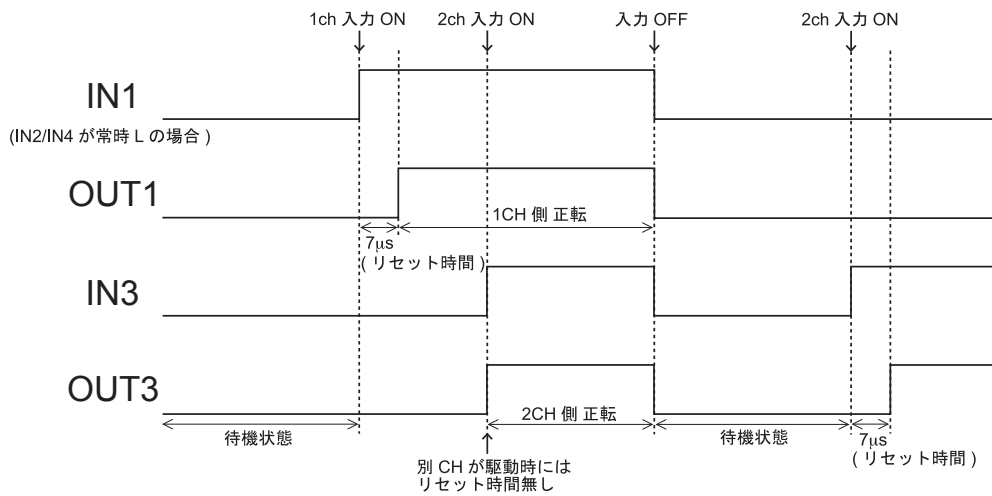 1ch 入力 ON
2ch 入力 ON
入力 OFF
2ch 入力 ON
IN1
(IN2/IN4 が常時 L の場合 )
OUT1
1CH 側 正転
7μs
( リセット時間 )
IN3
OUT3
2CH 側 正転
待機状態
待機状態
7μs
( リセット時間 )
別 CH が駆動時には
リセット時間無し